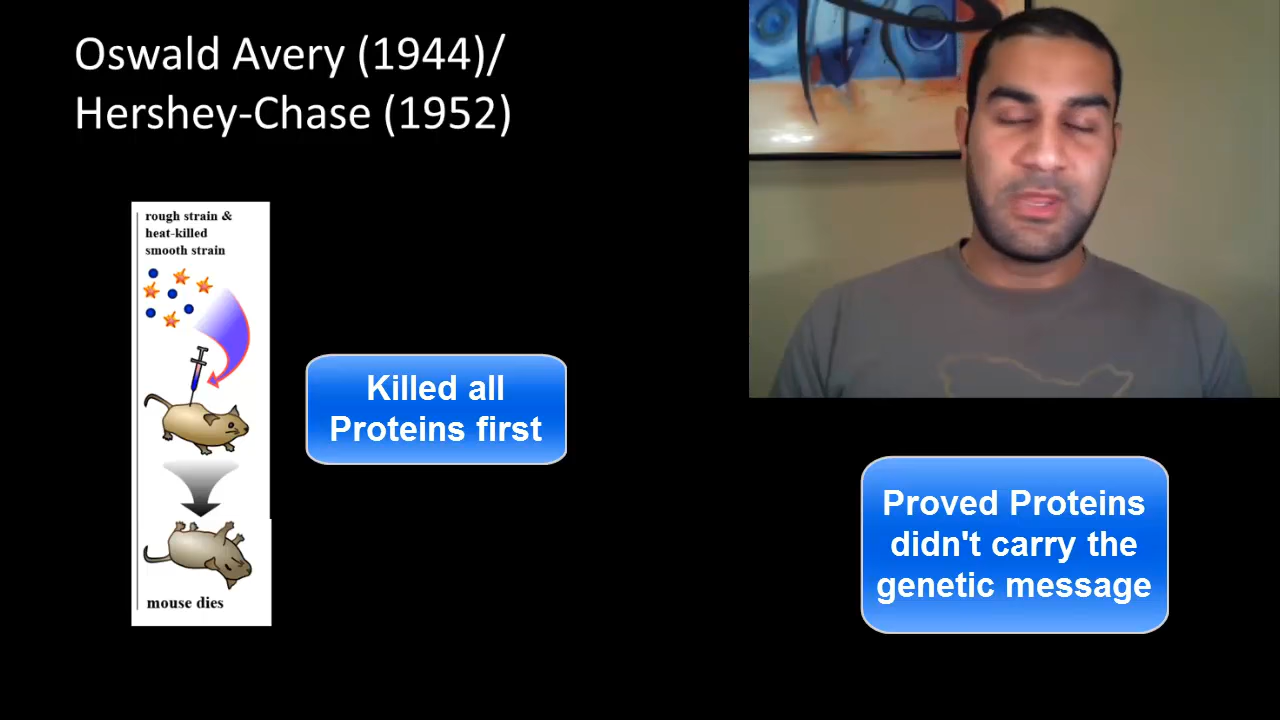 Oswald Avery (1944)/
Hershey-Chase (1952)
rough strain &
heat-killed
smooth strain
Killed all
Proteins first
Proved Proteins
didn't carry the
genetic message
mouse dies